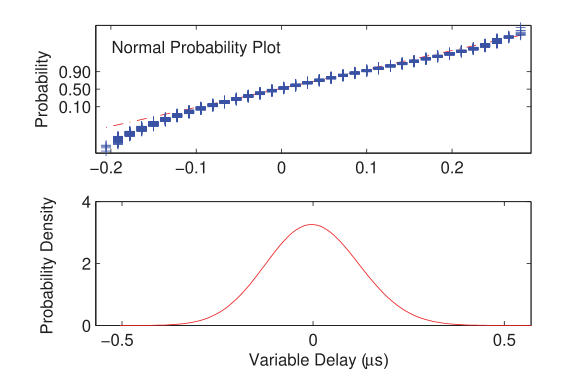 Normal Probability Plot
Probability
0.90
0.50
0.10
−0.2 −0.1 0 0.1 0.2
Probability Density
4
2
0
−0.5 0 0.5
Variable Delay (μs)